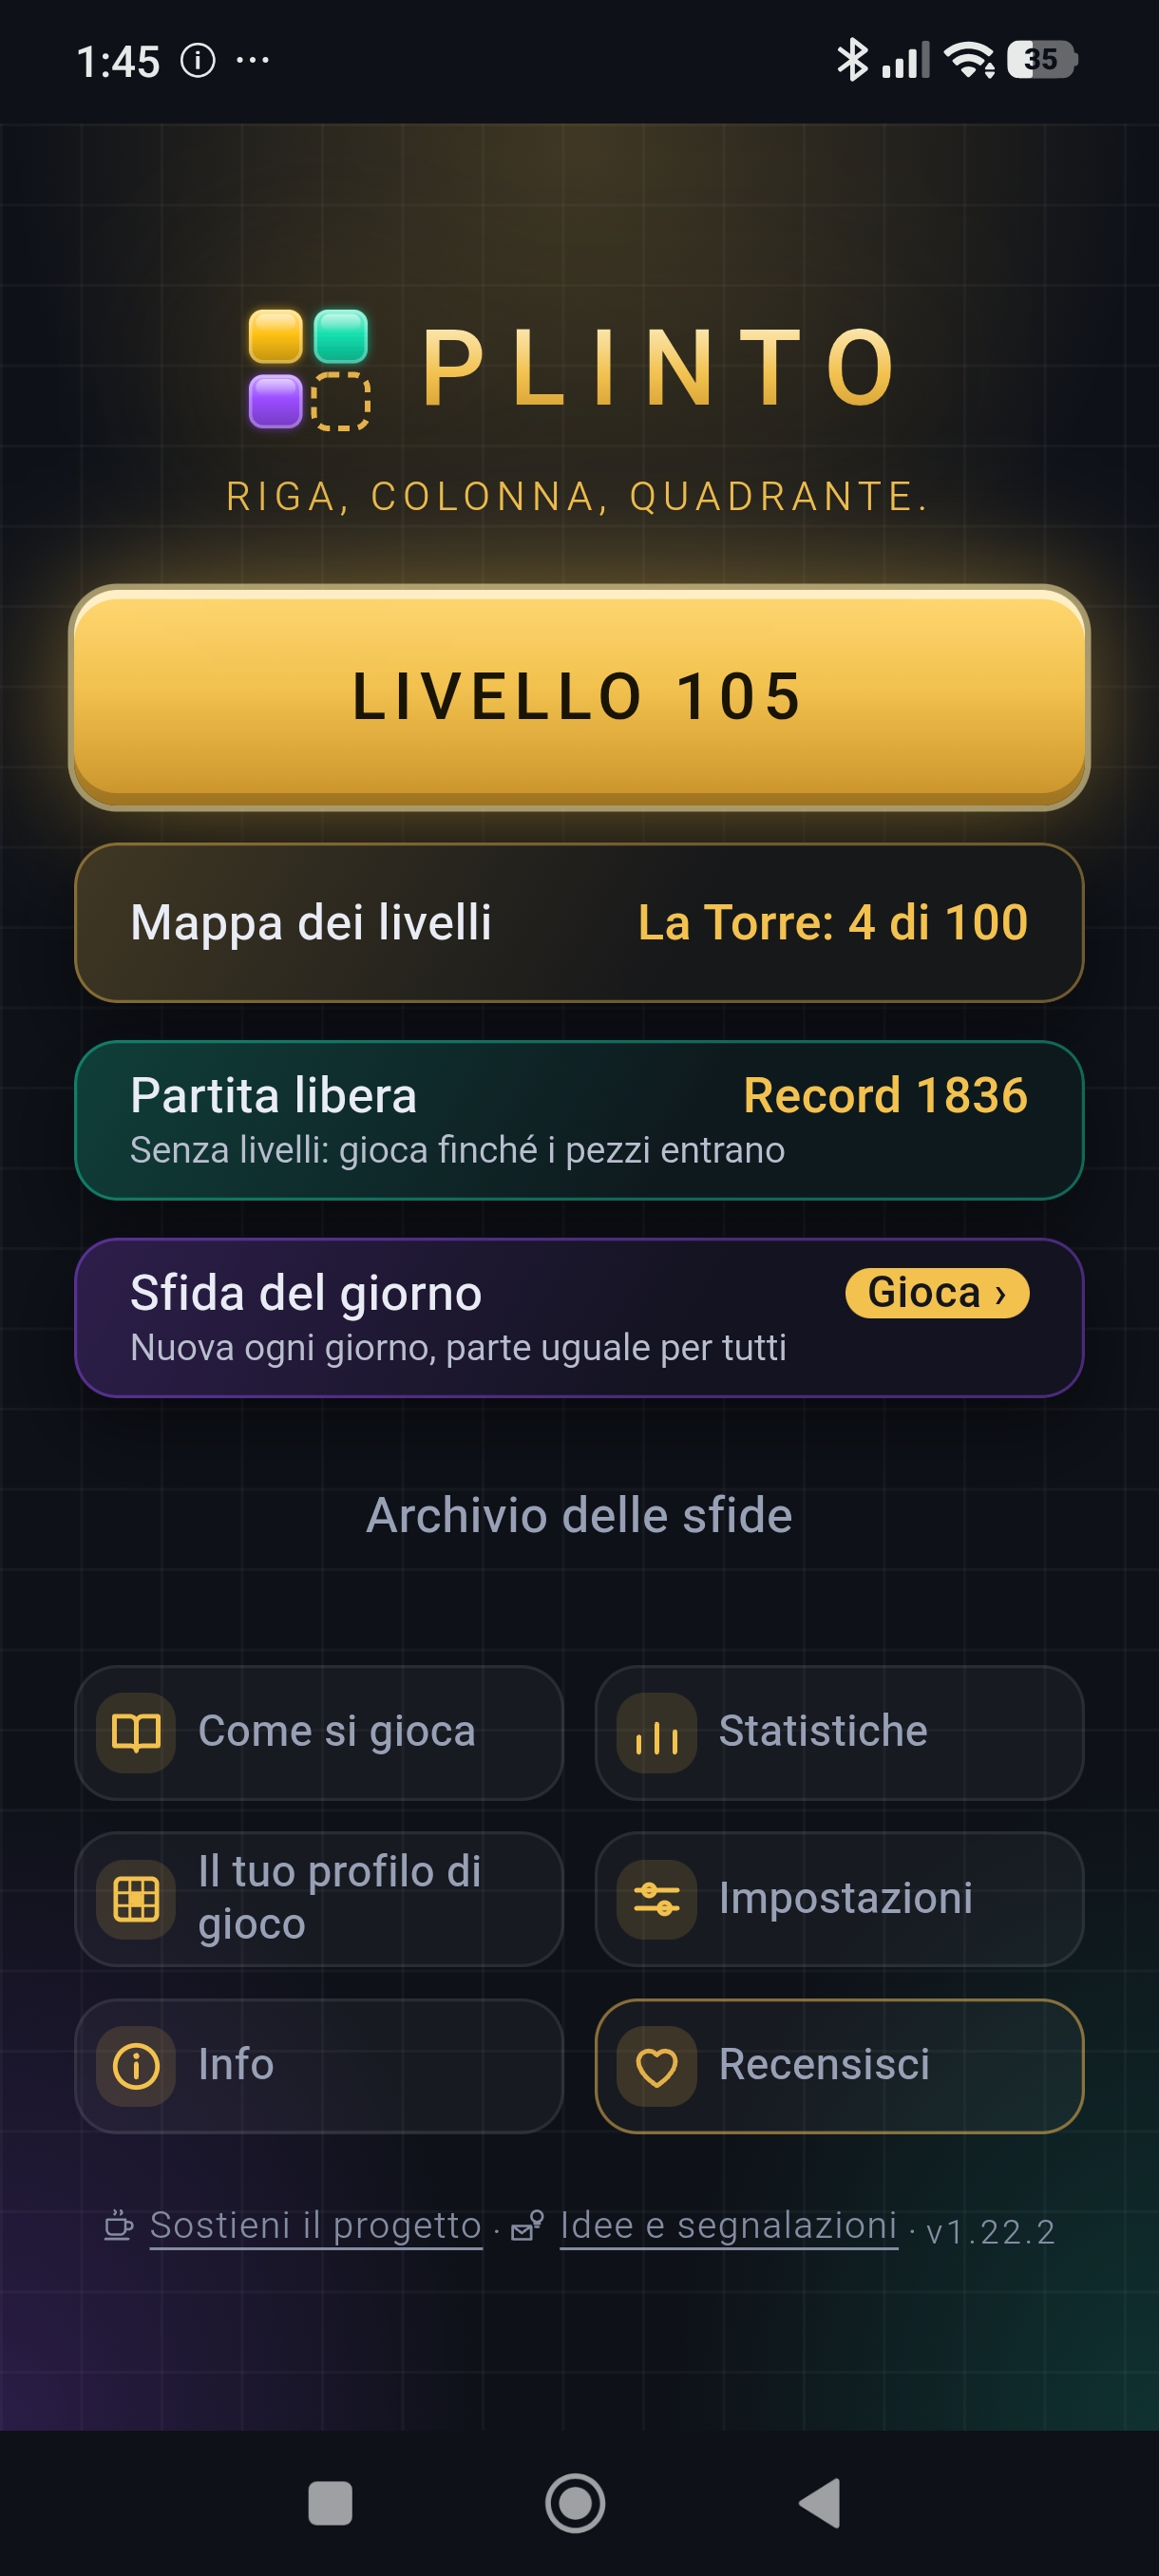 1:45
35
PLINTO
RIGA, COLONNA, QUADRANTE.
LIVELLO 105
Mappa dei livelli La Torre: 4 di 100
Partita libera Record 1836
Senza livelli: gioca finché i pezzi entrano
Sfida del giorno Gioca ›
Nuova ogni giorno, parte uguale per tutti
Archivio delle sfide
Come si gioca Statistiche
Il tuo profilo di
gioco
Impostazioni
Info Recensisci
Sostieni il progetto · Idee e segnalazioni · v1.22.2